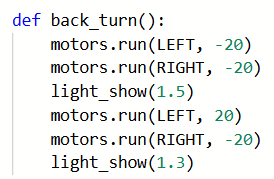 def back_turn():
    motors.run(LEFT, -20)
    motors.run(RIGHT, -20)
    light_show(1.5)
    motors.run(LEFT, 20)
    motors.run(RIGHT, -20)
    light_show(1.3)